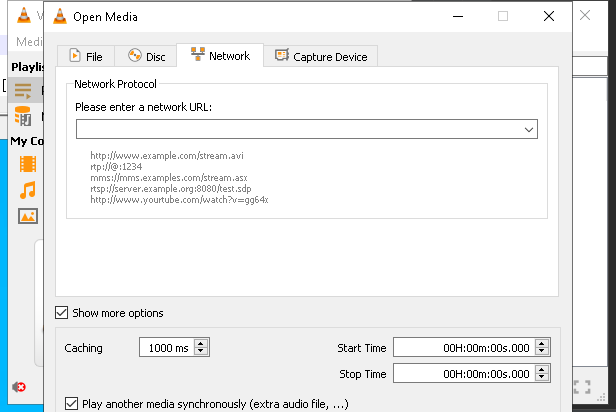 V
Open Media
Medi
File
Disc
Network
Capture Device
Playlis
Network Protocol
Please enter a network URL:
My Co
http://www.example.com/stream.avi
rtp://@:1234
mms://mms.examples.com/stream.asx
rtsp://server.example.org:8080/test.sdp
http://www.yourtube.com/watch?v=gg64x
Show more options
Caching
1000 ms
Start Time
00H:00m:00s.000
Stop Time
00H:00m:00s.000
Play another media synchronously (extra audio file, ...)